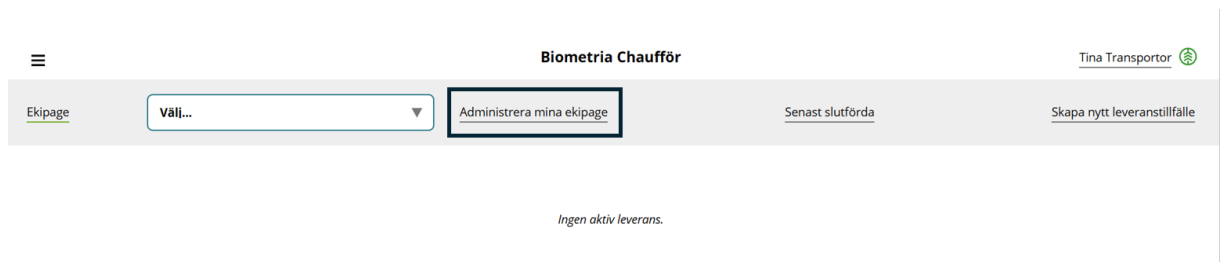 Biometria Chaufför
Tina Transportor
Ekipage
Välj...
Administrera mina ekipage
Senast slutförda
Skapa nytt leveranstillfälle
Ingen aktiv leverans.